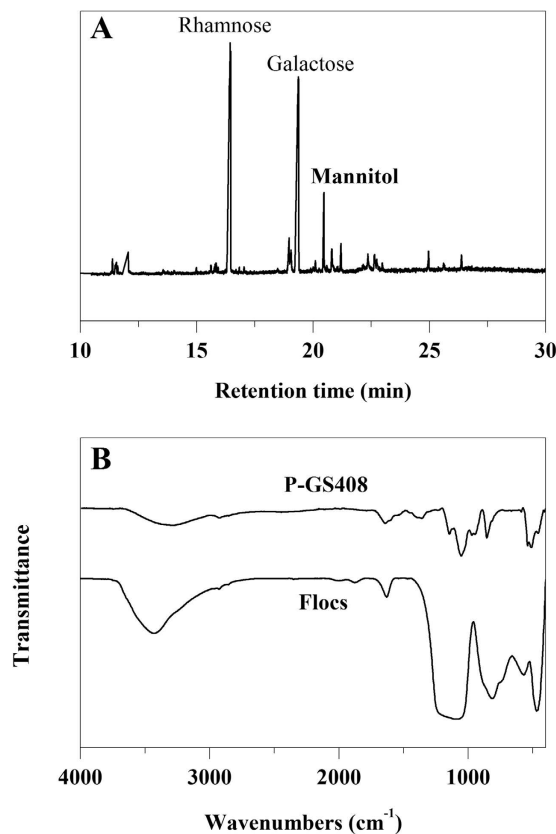 A
Rhamnose
Galactose
Mannitol
10 15 20 25 30
Retention time (min)
B
P-GS408
Flocs
Transmittance
4000 3000 2000 1000
Wavenumbers (cm⁻¹)